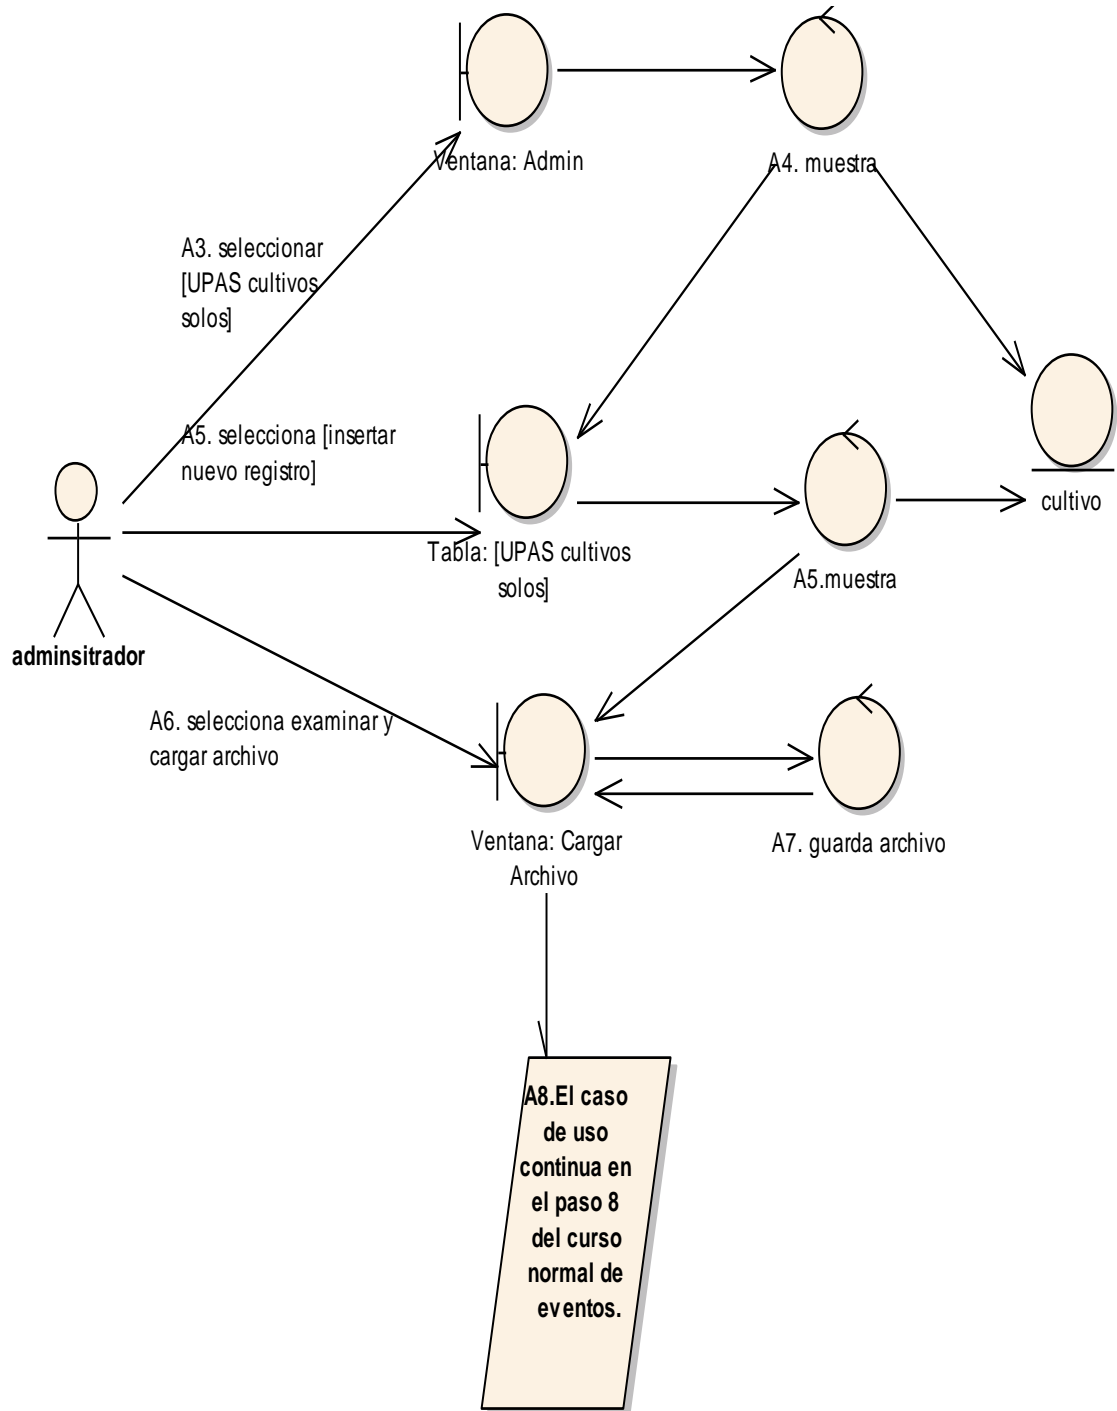 Ventana: Admin
A4. muestra
A3. seleccionar
[UPAS cultivos
solos]
A5. selecciona [insertar
nuevo registro]
cultivo
Tabla: [UPAS cultivos
solos]
A5.muestra
adminsitrador
A6. selecciona examinar y
cargar archivo
Ventana: Cargar
Archivo
A7. guarda archivo
A8.El caso
de uso
continua en
el paso 8
del curso
normal de
eventos.